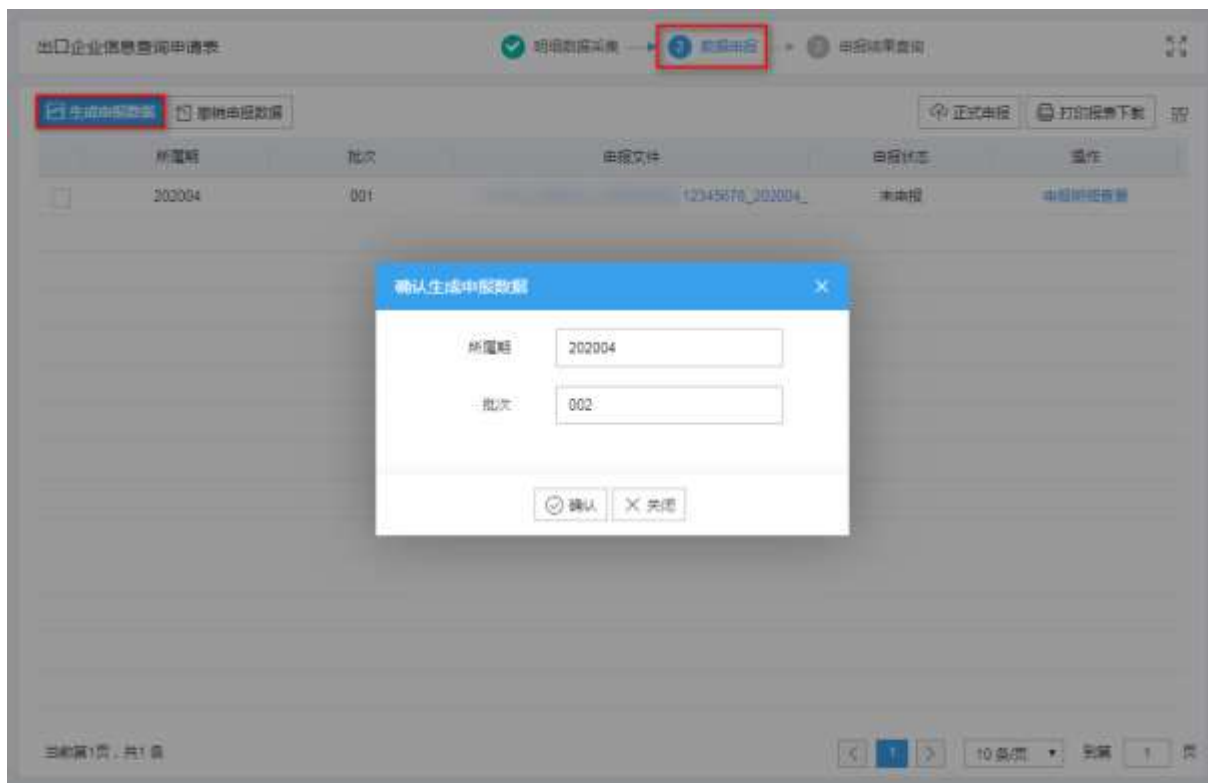 出口企业信息查询申请表
明细数据采集
2 数据申报
3 申报结果查询
生成申报数据 撤销申报数据
正式申报 打印报表下载
所属期 批次 申报文件 申报状态 操作
202004 001 12345678_202004_ 未申报 申报明细查看
确认生成申报数据
所属期 202004
批次 002
确认 关闭
当前第1页,共1 条
1 10 条/页 到第 1 页